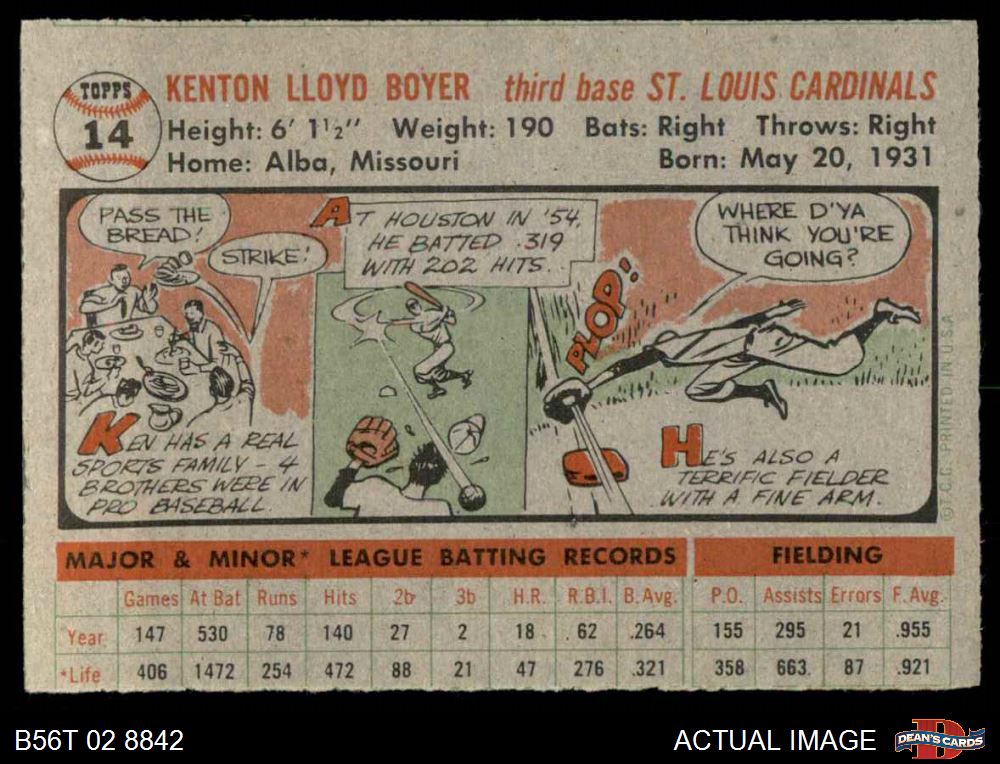 TOPPS
14
KENTON LLOYD BOYER third base ST. LOUIS CARDINALS
Height: 6' 1½" Weight: 190 Bats: Right Throws: Right
Home: Alba, Missouri Born: May 20, 1931
PASS THE
BREAD!
STRIKE!
KEN HAS A REAL
SPORTS FAMILY – 4
BROTHERS WERE IN
PRO BASEBALL.
AT HOUSTON IN '54,
HE BATTED .319
WITH 202 HITS.
WHERE D'YA
THINK YOU'RE
GOING?
PLOP!
HE'S ALSO A
TERRIFIC FIELDER
WITH A FINE ARM.
© T.C.G. PRINTED IN U.S.A.
MAJOR & MINOR* LEAGUE BATTING RECORDS FIELDING
Games At Bat Runs Hits 2b 3b H.R. R.B.I. B. Avg. P.O. Assists Errors F. Avg.
Year 147 530 78 140 27 2 18 62 .264 155 295 21 .955
*Life 406 1472 254 472 88 21 47 276 .321 358 663 87 .921
B56T 02 8842
ACTUAL IMAGE
DEAN'S CARDS